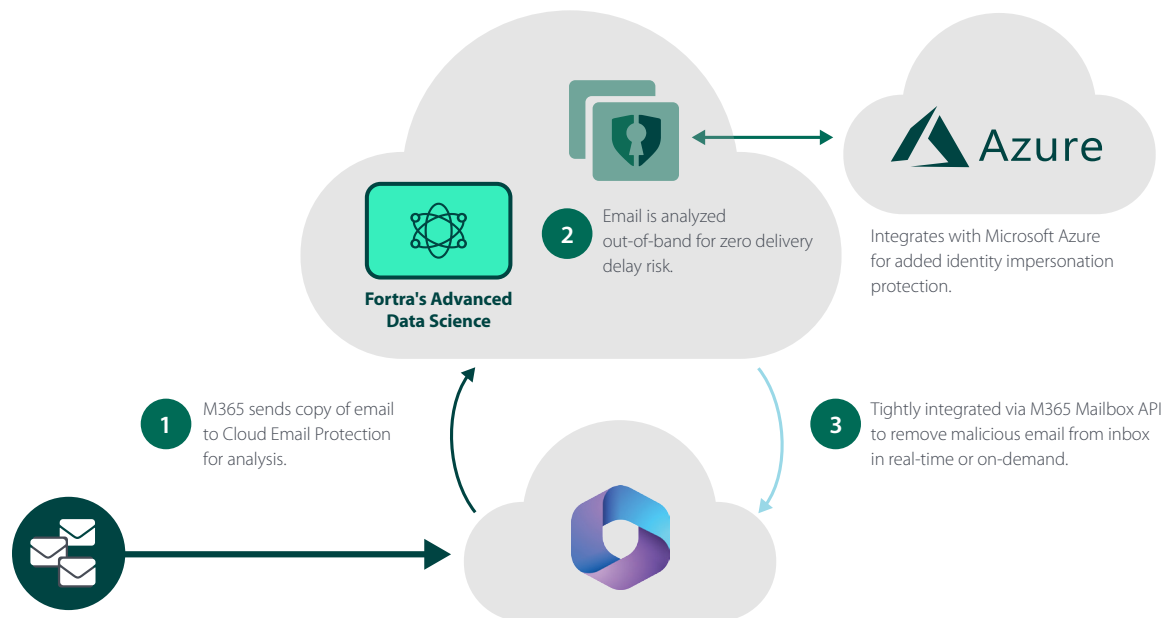 Azure
2
Email is analyzed
out-of-band for zero delivery
delay risk.
Integrates with Microsoft Azure
for added identity impersonation
protection.
Fortra's Advanced
Data Science
1
M365 sends copy of email
to Cloud Email Protection
for analysis.
3
Tightly integrated via M365 Mailbox API
to remove malicious email from inbox
in real-time or on-demand.